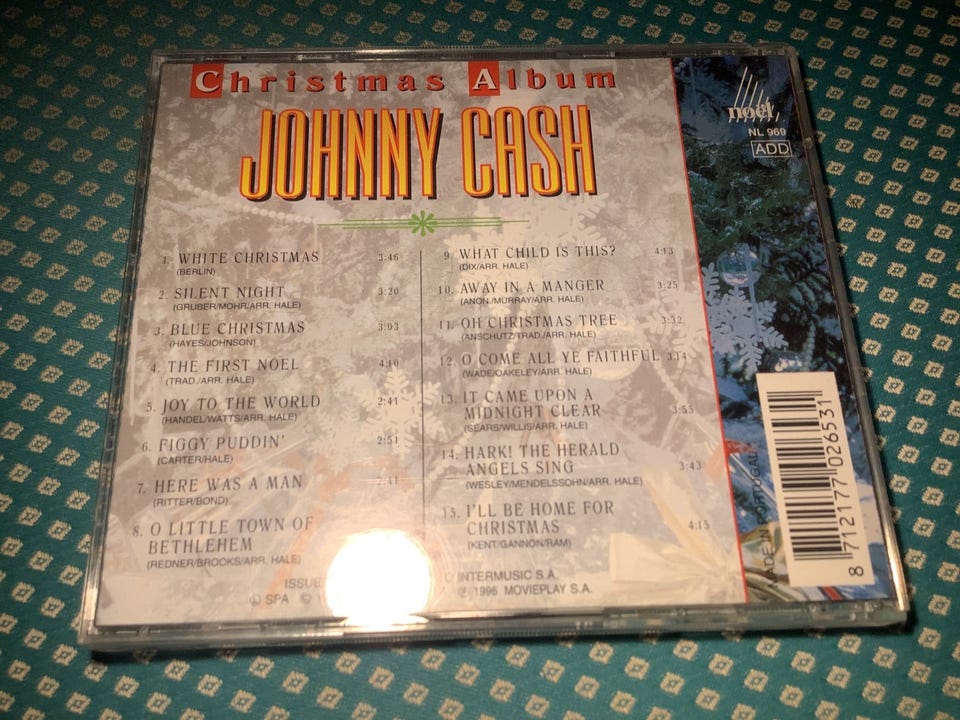 Christmas Album
JOHNNY CASH
noël
NL 969
ADD
1. WHITE CHRISTMAS 3:46
(BERLIN)
2. SILENT NIGHT 3:20
(GRUBER/MOHR/ARR. HALE)
3. BLUE CHRISTMAS 3:03
(HAYES/JOHNSON)
4. THE FIRST NOEL 4:10
(TRAD./ARR. HALE)
5. JOY TO THE WORLD 2:41
(HANDEL/WATTS/ARR. HALE)
6. FIGGY PUDDIN' 2:51
(CARTER/HALE)
7. HERE WAS A MAN 2:41
(RITTER/BOND)
8. O LITTLE TOWN OF
BETHLEHEM
(REDNER/BROOKS/ARR. HALE)
9. WHAT CHILD IS THIS? 4:13
(DIX/ARR. HALE)
10. AWAY IN A MANGER 3:25
(ANON./MURRAY/ARR. HALE)
11. OH CHRISTMAS TREE 3:32
(ANSCHUTZ/TRAD./ARR. HALE)
12. O COME ALL YE FAITHFUL 3:14
(WADE/OAKELEY/ARR. HALE)
13. IT CAME UPON A
MIDNIGHT CLEAR 3:55
(SEARS/WILLIS/ARR. HALE)
14. HARK! THE HERALD
ANGELS SING 3:43
(WESLEY/MENDELSSOHN/ARR. HALE)
15. I'LL BE HOME FOR
CHRISTMAS 4:15
(KENT/GANNON/RAM)
ISSUE
SPA
INTERMUSIC S.A.
℗ 1996 MOVIEPLAY S.A.
MADE IN PORTUGAL
8 712177 026531